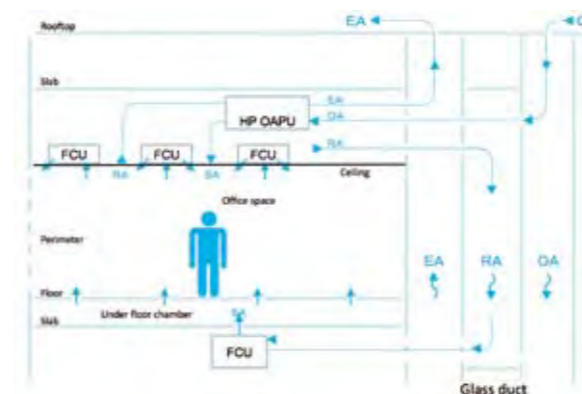 EA
O
Rooftop
Slab
EA
HP OAPU
OA
RA
FCU
FCU
FCU
RA
SA
Ceiling
Office space
Perimeter
EA
RA
OA
Floor
Under floor chamber
SA
Slab
FCU
Glass duct